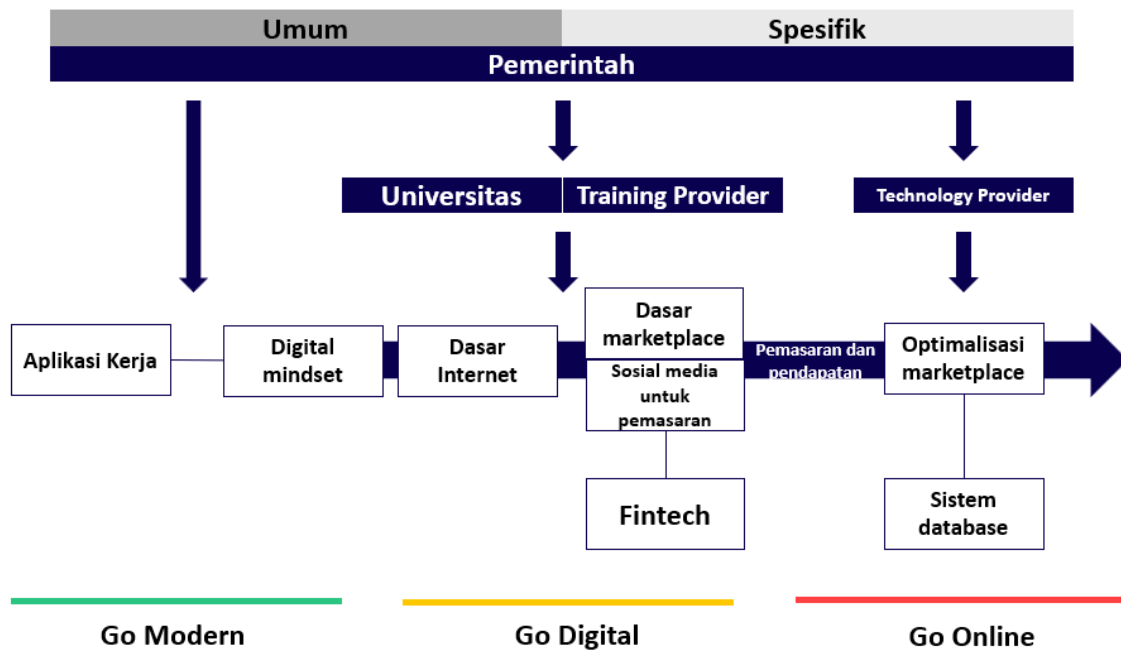 Umum
Spesifik
Pemerintah
Universitas
Training Provider
Technology Provider
Aplikasi Kerja
Digital
mindset
Dasar
Internet
Dasar
marketplace
Sosial media
untuk
pemasaran
Pemasaran dan
pendapatan
Optimalisasi
marketplace
Fintech
Sistem
database
Go Modern
Go Digital
Go Online